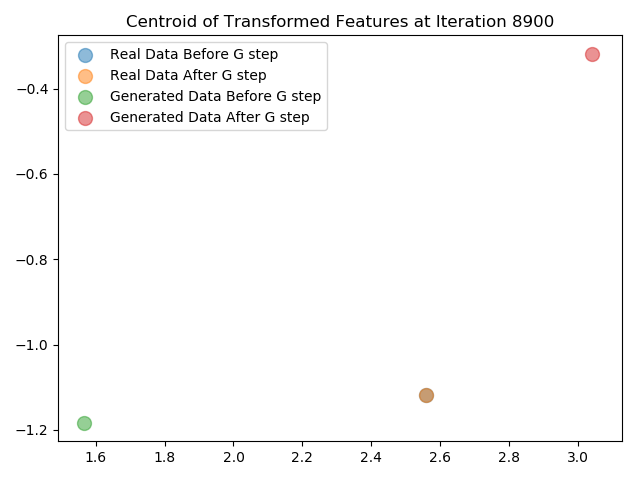 Centroid of Transformed Features at Iteration 8900
Real Data Before G step
Real Data After G step
Generated Data Before G step
Generated Data After G step
−0.4
−0.6
−0.8
−1.0
−1.2
1.6 1.8 2.0 2.2 2.4 2.6 2.8 3.0